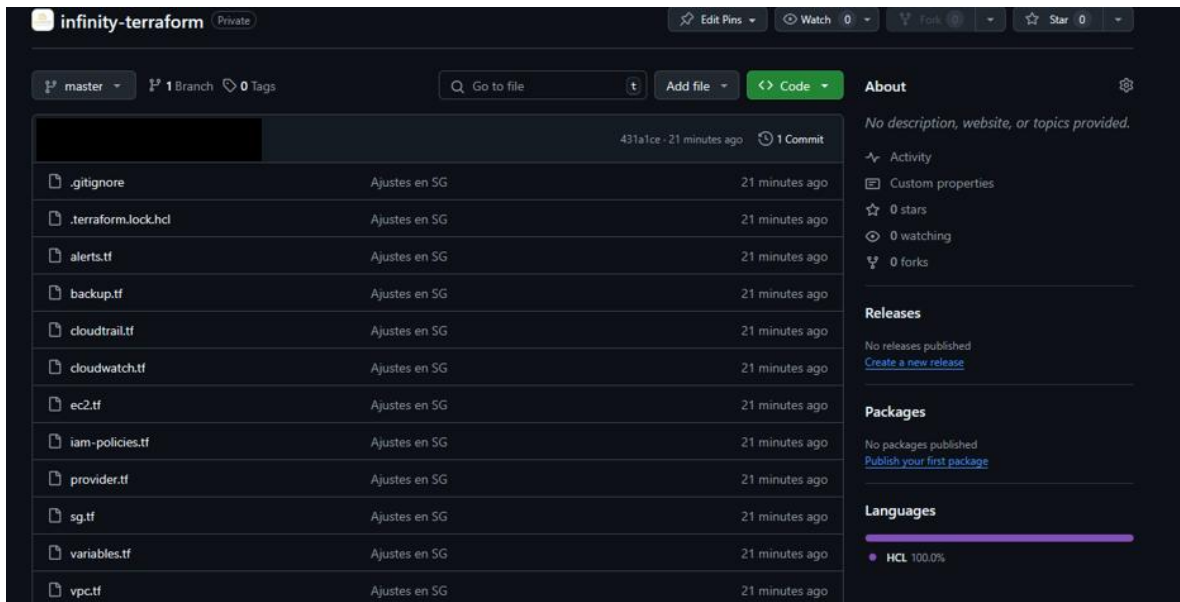 infinity-terraform Private
Edit Pins Watch 0 Fork 0 Star 0
master 1 Branch 0 Tags
Go to file t Add file Code
431a1ce · 21 minutes ago 1 Commit
.gitignore Ajustes en SG 21 minutes ago
.terraform.lock.hcl Ajustes en SG 21 minutes ago
alerts.tf Ajustes en SG 21 minutes ago
backup.tf Ajustes en SG 21 minutes ago
cloudtrail.tf Ajustes en SG 21 minutes ago
cloudwatch.tf Ajustes en SG 21 minutes ago
ec2.tf Ajustes en SG 21 minutes ago
iam-policies.tf Ajustes en SG 21 minutes ago
provider.tf Ajustes en SG 21 minutes ago
sg.tf Ajustes en SG 21 minutes ago
variables.tf Ajustes en SG 21 minutes ago
vpc.tf Ajustes en SG 21 minutes ago
About
No description, website, or topics provided.
Activity
Custom properties
0 stars
0 watching
0 forks
Releases
No releases published
Create a new release
Packages
No packages published
Publish your first package
Languages
HCL 100.0%